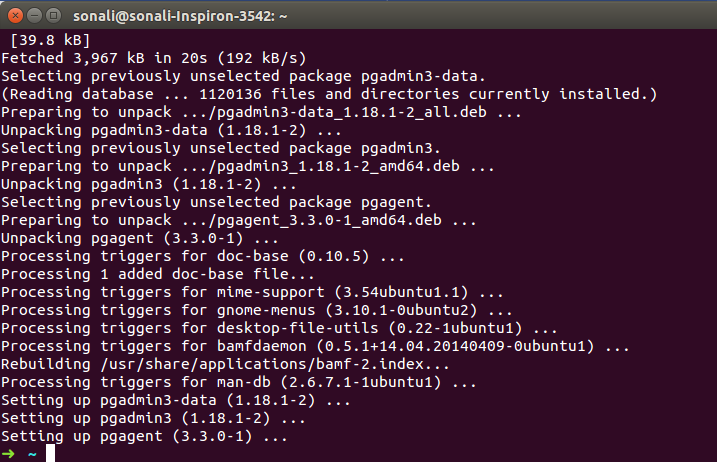 sonali@sonali-Inspiron-3542: ~
[39.8 kB]
Fetched 3,967 kB in 20s (192 kB/s)
Selecting previously unselected package pgadmin3-data.
(Reading database ... 1120136 files and directories currently installed.)
Preparing to unpack .../pgadmin3-data_1.18.1-2_all.deb ...
Unpacking pgadmin3-data (1.18.1-2) ...
Selecting previously unselected package pgadmin3.
Preparing to unpack .../pgadmin3_1.18.1-2_amd64.deb ...
Unpacking pgadmin3 (1.18.1-2) ...
Selecting previously unselected package pgagent.
Preparing to unpack .../pgagent_3.3.0-1_amd64.deb ...
Unpacking pgagent (3.3.0-1) ...
Processing triggers for doc-base (0.10.5) ...
Processing 1 added doc-base file...
Processing triggers for mime-support (3.54ubuntu1.1) ...
Processing triggers for gnome-menus (3.10.1-0ubuntu2) ...
Processing triggers for desktop-file-utils (0.22-1ubuntu1) ...
Processing triggers for bamfdaemon (0.5.1+14.04.20140409-0ubuntu1) ...
Rebuilding /usr/share/applications/bamf-2.index...
Processing triggers for man-db (2.6.7.1-1ubuntu1) ...
Setting up pgadmin3-data (1.18.1-2) ...
Setting up pgadmin3 (1.18.1-2) ...
Setting up pgagent (3.3.0-1) ...
➜ ~